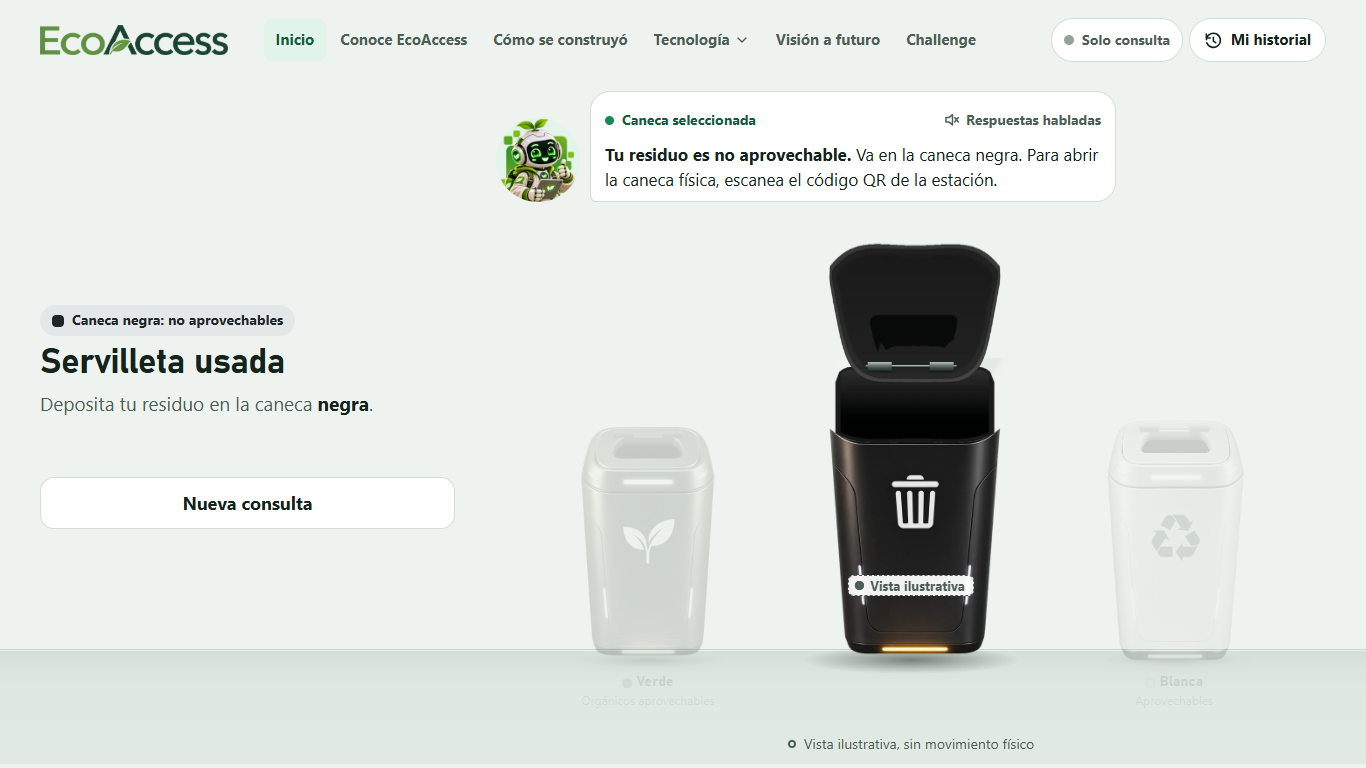 EcoAccess
Inicio
Conoce EcoAccess
Cómo se construyó
Tecnología
Visión a futuro
Challenge
Solo consulta
Mi historial
Caneca seleccionada
Respuestas habladas
Tu residuo es no aprovechable. Va en la caneca negra. Para abrir
la caneca física, escanea el código QR de la estación.
Caneca negra: no aprovechables
Servilleta usada
Deposita tu residuo en la caneca negra.
Nueva consulta
Vista ilustrativa
Verde
Orgánicos aprovechables
Blanca
Aprovechables
Vista ilustrativa, sin movimiento físico